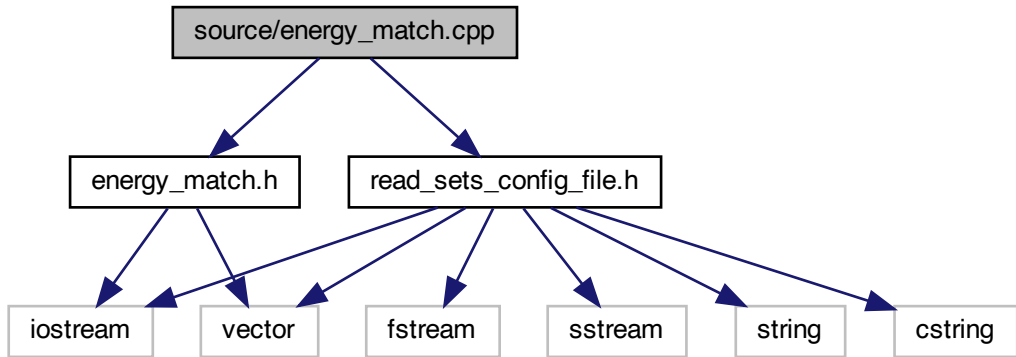 source/energy_match.cpp
energy_match.h
read_sets_config_file.h
iostream
vector
fstream
sstream
string
cstring